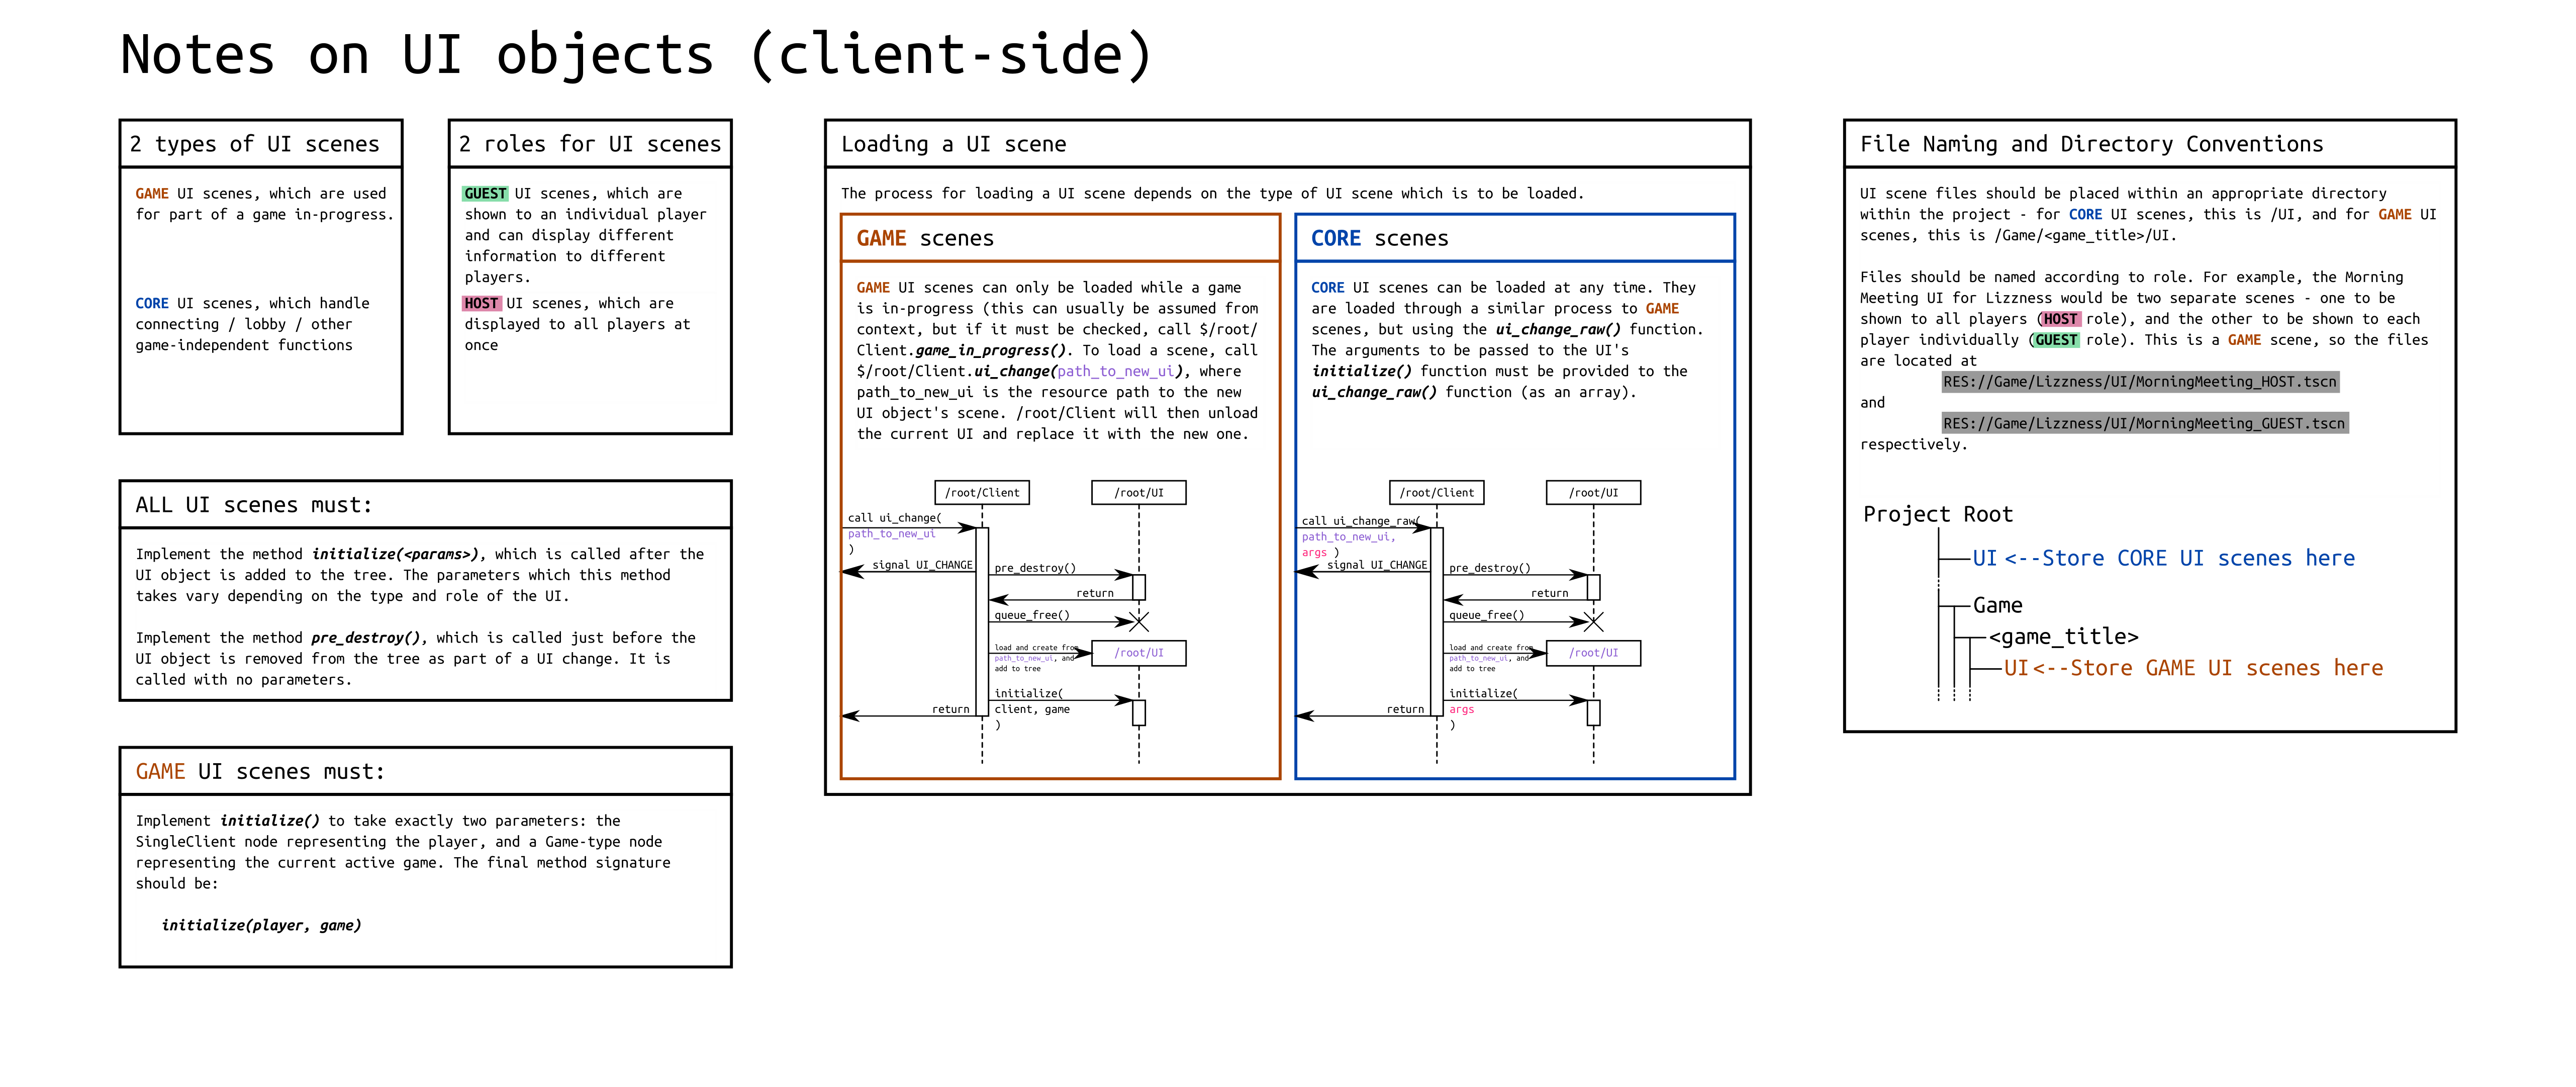 Notes on UI objects (client-side)
2 types of UI scenes
GAME UI scenes, which are used
for part of a game in-progress.
CORE UI scenes, which handle
connecting / lobby / other
game-independent functions
2 roles for UI scenes
GUEST UI scenes, which are
shown to an individual player
and can display different
information to different
players.
HOST UI scenes, which are
displayed to all players at
once
ALL UI scenes must:
Implement the method initialize(<params>), which is called after the
UI object is added to the tree. The parameters which this method
takes vary depending on the type and role of the UI.
Implement the method pre_destroy(), which is called just before the
UI object is removed from the tree as part of a UI change. It is
called with no parameters.
GAME UI scenes must:
Implement initialize() to take exactly two parameters: the
SingleClient node representing the player, and a Game-type node
representing the current active game. The final method signature
should be:
initialize(player, game)
Loading a UI scene
The process for loading a UI scene depends on the type of UI scene which is to be loaded.
GAME scenes
GAME UI scenes can only be loaded while a game
is in-progress (this can usually be assumed from
context, but if it must be checked, call $/root/
Client.game_in_progress(). To load a scene, call
$/root/Client.ui_change(path_to_new_ui), where
path_to_new_ui is the resource path to the new
UI object's scene. /root/Client will then unload
the current UI and replace it with the new one.
/root/Client
/root/UI
call ui_change(
path_to_new_ui
)
signal UI_CHANGE
pre_destroy()
return
queue_free()
load and create from
path_to_new_ui, and
add to tree
/root/UI
initialize(
client, game
)
return
CORE scenes
CORE UI scenes can be loaded at any time. They
are loaded through a similar process to GAME
scenes, but using the ui_change_raw() function.
The arguments to be passed to the UI's
initialize() function must be provided to the
ui_change_raw() function (as an array).
/root/Client
/root/UI
call ui_change_raw(
path_to_new_ui,
args )
signal UI_CHANGE
pre_destroy()
return
queue_free()
load and create from
path_to_new_ui, and
add to tree
/root/UI
initialize(
args
)
return
File Naming and Directory Conventions
UI scene files should be placed within an appropriate directory
within the project - for CORE UI scenes, this is /UI, and for GAME UI
scenes, this is /Game/<game_title>/UI.
Files should be named according to role. For example, the Morning
Meeting UI for Lizzness would be two separate scenes - one to be
shown to all players (HOST role), and the other to be shown to each
player individually (GUEST role). This is a GAME scene, so the files
are located at
RES://Game/Lizzness/UI/MorningMeeting_HOST.tscn
and
RES://Game/Lizzness/UI/MorningMeeting_GUEST.tscn
respectively.
Project Root
UI <--Store CORE UI scenes here
Game
<game_title>
UI <--Store GAME UI scenes here